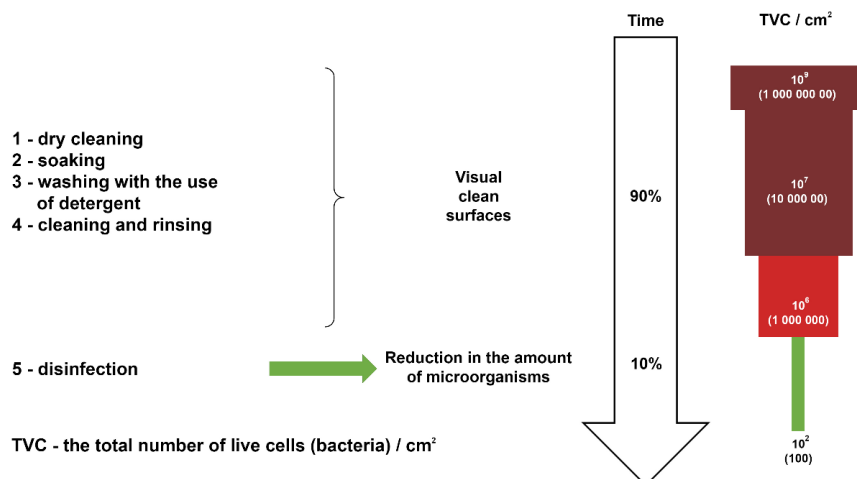 Time
TVC / cm²
10⁹
(1 000 000 00)
1 - dry cleaning
2 - soaking
3 - washing with the use
of detergent
4 - cleaning and rinsing
Visual
clean
surfaces
90%
10⁷
(10 000 00)
10⁶
(1 000 000)
5 - disinfection
Reduction in the amount
of microorganisms
10%
TVC - the total number of live cells (bacteria) / cm²
10²
(100)